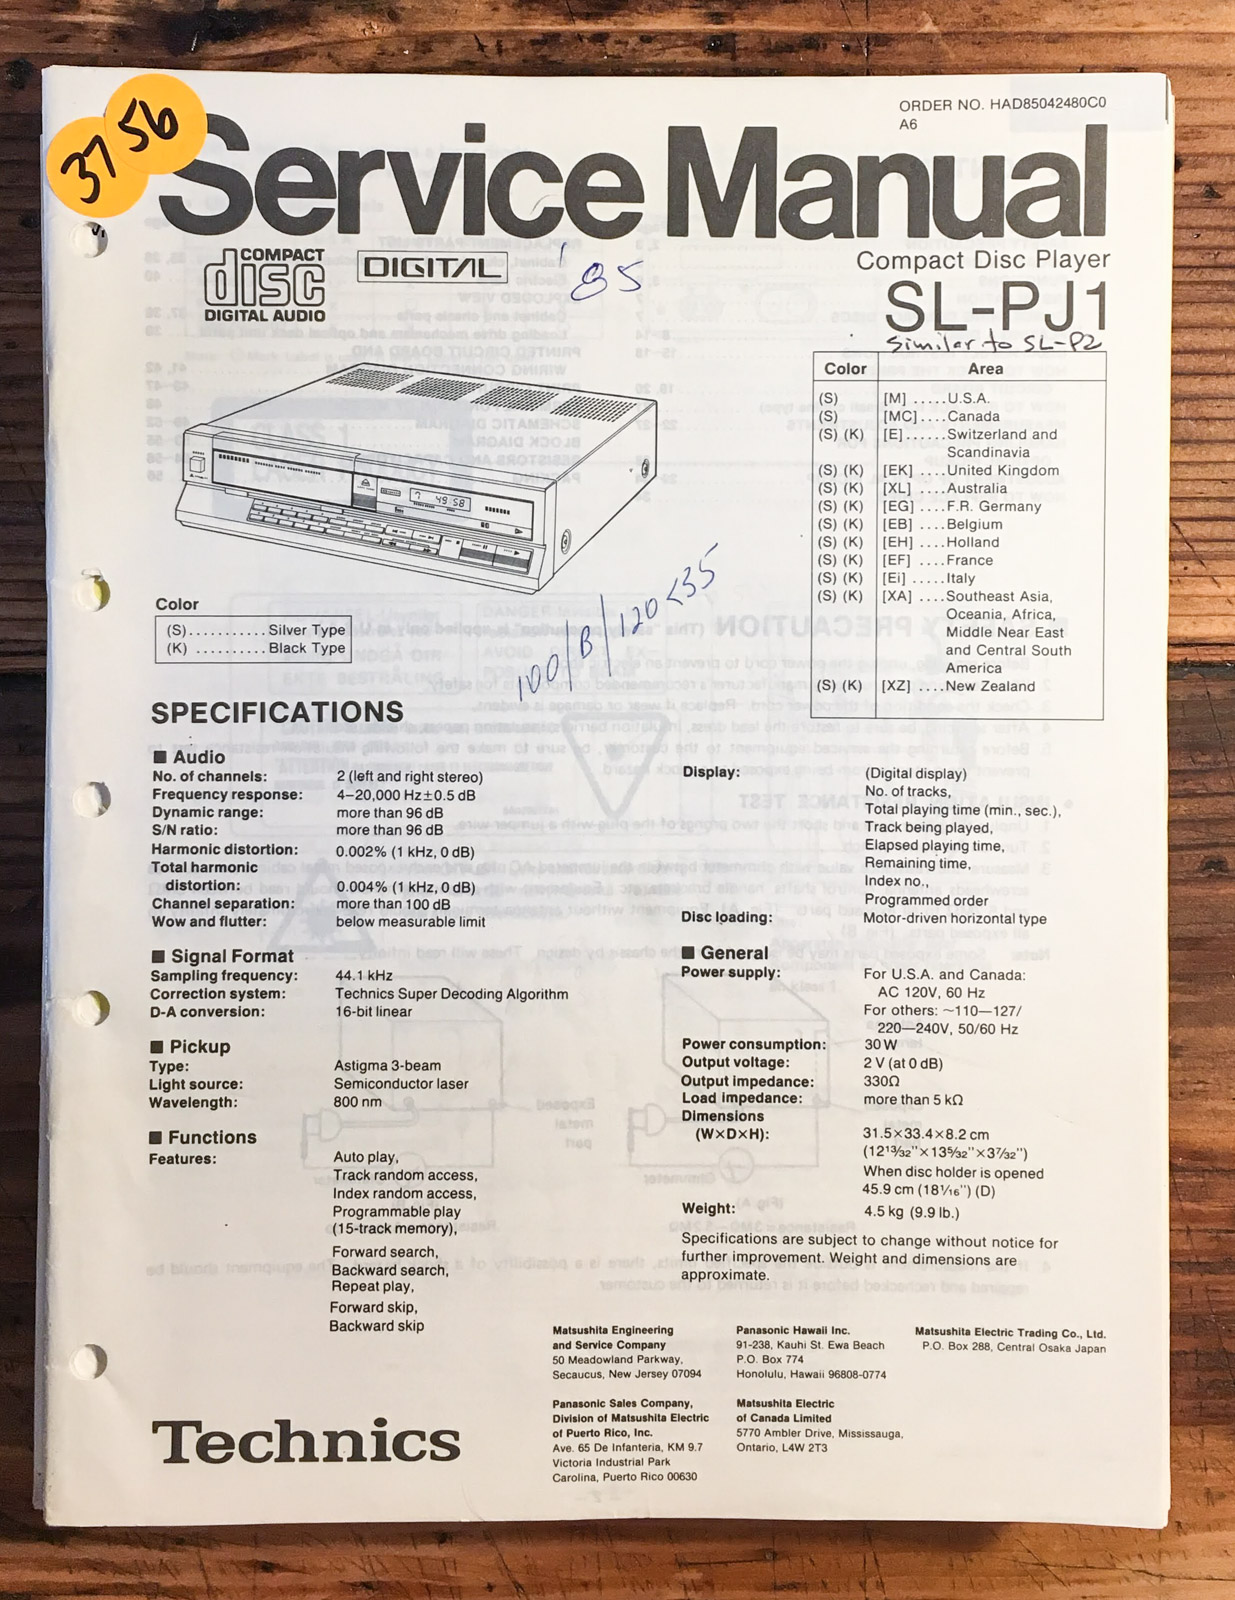 ORDER NO. HAD85042480C0
A6
37 56
Service Manual
COMPACT
disc
DIGITAL AUDIO
DIGITAL
'85
Compact Disc Player
SL-PJ1
Similar to SL-P2
Color Area
(S) [M] .....U.S.A.
(S) [MC] ....Canada
(S) (K) [E]......Switzerland and
Scandinavia
(S) (K) [EK] ....United Kingdom
(S) (K) [XL] ....Australia
(S) (K) [EG] ....F.R. Germany
(S) (K) [EB] ....Belgium
(S) (K) [EH] ....Holland
(S) (K) [EF] ....France
(S) (K) [Ei] .....Italy
(S) (K) [XA] ....Southeast Asia,
Oceania, Africa,
Middle Near East
and Central South
America
(S) (K) [XZ] ....New Zealand
7 49 58
Color
(S)........... Silver Type
(K) .......... Black Type
100/B/120<35
SPECIFICATIONS
■ Audio
No. of channels: 2 (left and right stereo)
Frequency response: 4–20,000 Hz±0.5 dB
Dynamic range: more than 96 dB
S/N ratio: more than 96 dB
Harmonic distortion: 0.002% (1 kHz, 0 dB)
Total harmonic
distortion: 0.004% (1 kHz, 0 dB)
Channel separation: more than 100 dB
Wow and flutter: below measurable limit
■ Signal Format
Sampling frequency: 44.1 kHz
Correction system: Technics Super Decoding Algorithm
D-A conversion: 16-bit linear
■ Pickup
Type: Astigma 3-beam
Light source: Semiconductor laser
Wavelength: 800 nm
■ Functions
Features: Auto play,
Track random access,
Index random access,
Programmable play
(15-track memory),
Forward search,
Backward search,
Repeat play,
Forward skip,
Backward skip
Display: (Digital display)
No. of tracks,
Total playing time (min., sec.),
Track being played,
Elapsed playing time,
Remaining time,
Index no.,
Programmed order
Disc loading: Motor-driven horizontal type
■ General
Power supply: For U.S.A. and Canada:
AC 120V, 60 Hz
For others: ~110—127/
220—240V, 50/60 Hz
Power consumption: 30 W
Output voltage: 2 V (at 0 dB)
Output impedance: 330Ω
Load impedance: more than 5 kΩ
Dimensions
(W×D×H): 31.5×33.4×8.2 cm
(12¹³⁄₃₂"×13⁵⁄₃₂"×3⁷⁄₃₂")
When disc holder is opened
45.9 cm (18¹⁄₁₆") (D)
Weight: 4.5 kg (9.9 lb.)
Specifications are subject to change without notice for
further improvement. Weight and dimensions are
approximate.
Matsushita Engineering
and Service Company
50 Meadowland Parkway,
Secaucus, New Jersey 07094
Panasonic Hawaii Inc.
91-238, Kauhi St. Ewa Beach
P.O. Box 774
Honolulu, Hawaii 96808-0774
Matsushita Electric Trading Co., Ltd.
P.O. Box 288, Central Osaka Japan
Panasonic Sales Company,
Division of Matsushita Electric
of Puerto Rico, Inc.
Ave. 65 De Infanteria, KM 9.7
Victoria Industrial Park
Carolina, Puerto Rico 00630
Matsushita Electric
of Canada Limited
5770 Ambler Drive, Mississauga,
Ontario, L4W 2T3
Technics